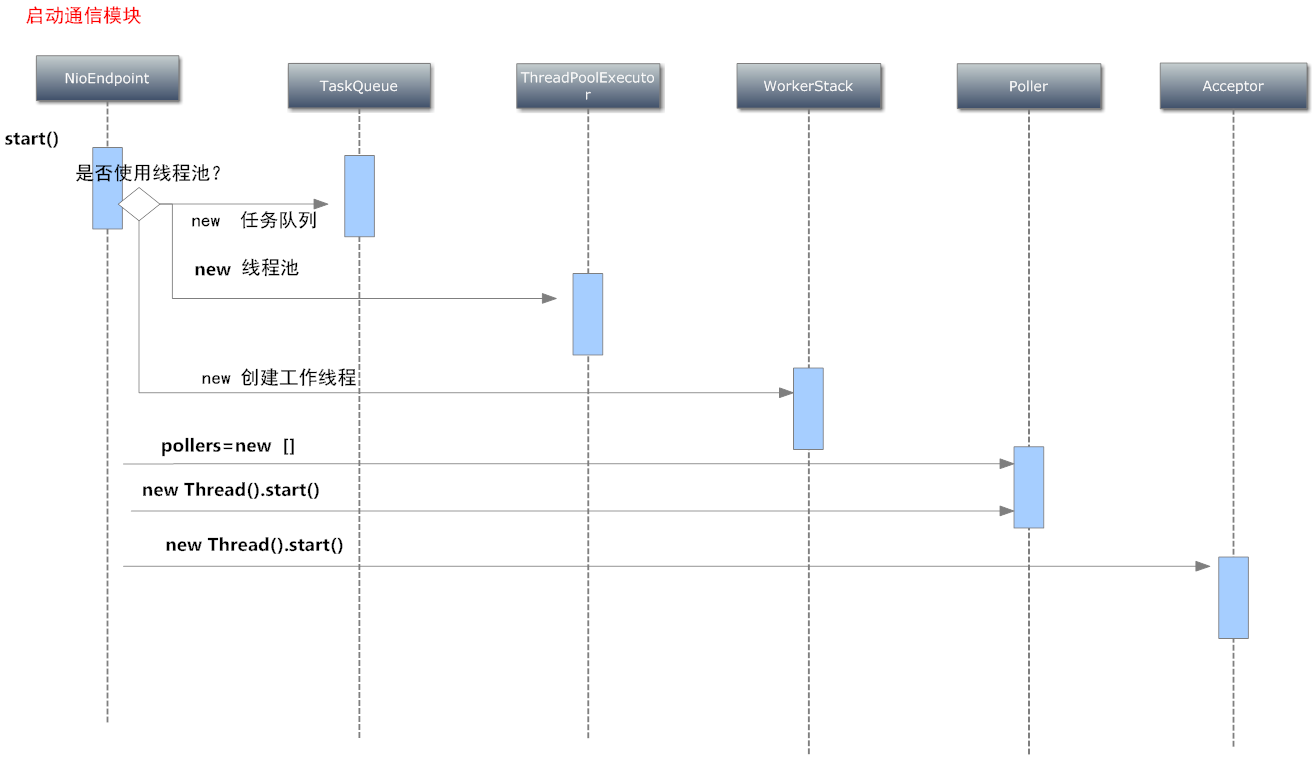 启动通信模块
NioEndpoint
TaskQueue
ThreadPoolExecuto
r
WorkerStack
Poller
Acceptor
start()
是否使用线程池？
new 任务队列
new 线程池
new 创建工作线程
pollers=new []
new Thread().start()
new Thread().start()